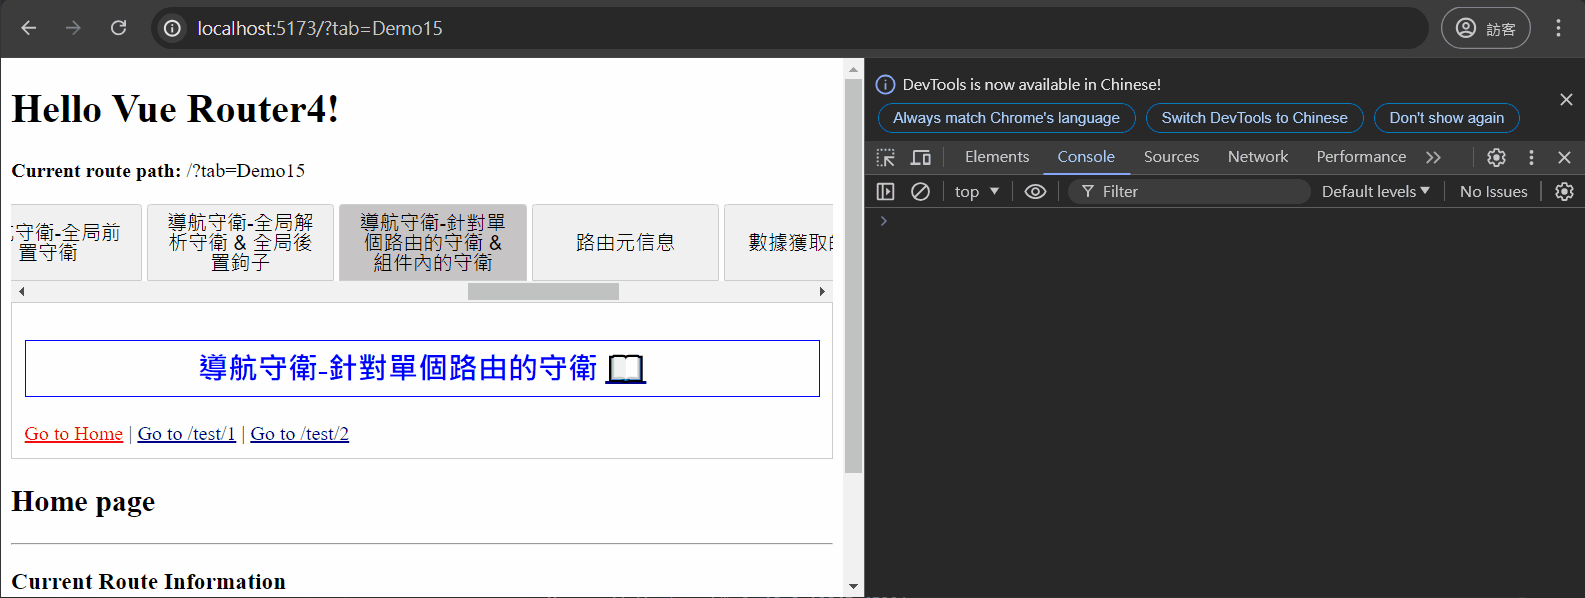 localhost:5173/?tab=Demo15
訪客
Hello Vue Router4!
Current route path: /?tab=Demo15
守衛-全局前
置守衛
導航守衛-全局解
析守衛 & 全局後
置鉤子
導航守衛-針對單
個路由的守衛 &
組件內的守衛
路由元信息
數據獲取
導航守衛-針對單個路由的守衛
Go to Home | Go to /test/1 | Go to /test/2
Home page
Current Route Information
DevTools is now available in Chinese!
Always match Chrome's language
Switch DevTools to Chinese
Don't show again
Elements Console Sources Network Performance
top Filter Default levels No Issues